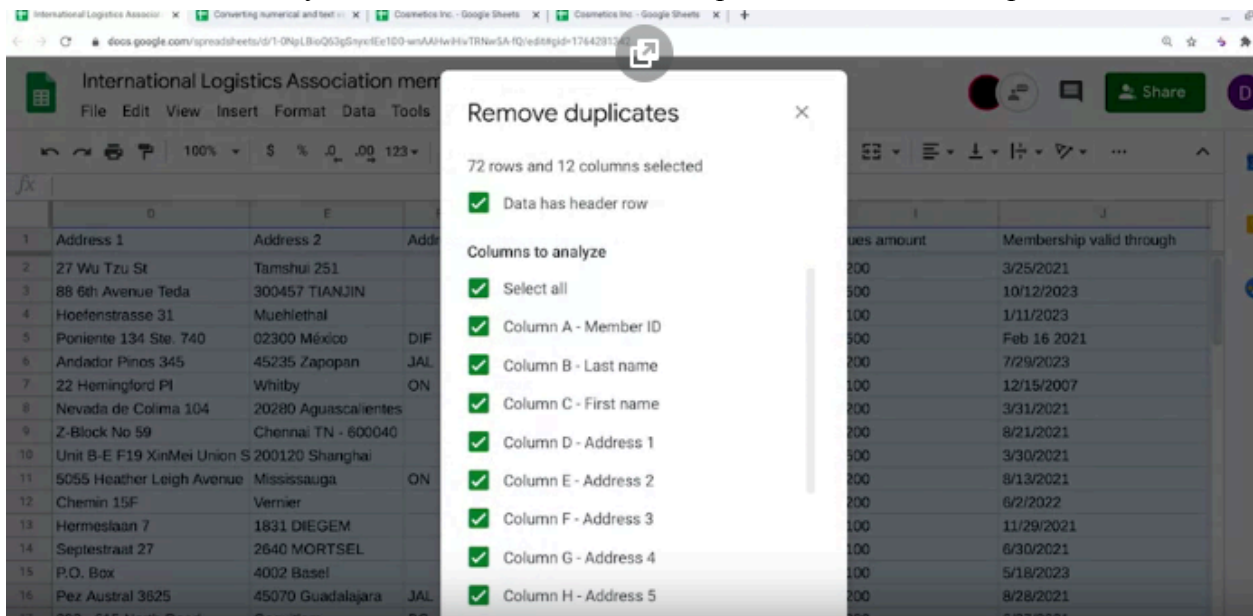 International Logistics Associati
Converting numerical and text
Cosmetics Inc. - Google Sheets
Cosmetics Inc. - Google Sheets
International Logistics Association mem
Share
D
File Edit View Insert Format Data Tools
100% $ % .0 .00 123
fx
Remove duplicates
72 rows and 12 columns selected
Data has header row
Columns to analyze
Select all
Column A - Member ID
Column B - Last name
Column C - First name
Column D - Address 1
Column E - Address 2
Column F - Address 3
Column G - Address 4
Column H - Address 5
D E I J
1 Address 1 Address 2 Addr ues amount Membership valid through
2 27 Wu Tzu St Tamshui 251 200 3/25/2021
3 88 6th Avenue Teda 300457 TIANJIN 500 10/12/2023
4 Hoefenstrasse 31 Muehlethal 100 1/11/2023
5 Poniente 134 Ste. 740 02300 México DIF 500 Feb 16 2021
6 Andador Pinos 345 45235 Zapopan JAL 200 7/29/2023
7 22 Hemingford Pl Whitby ON 100 12/15/2007
8 Nevada de Colima 104 20280 Aguascalientes 200 3/31/2021
9 Z-Block No 59 Chennai TN - 600040 200 8/21/2021
10 Unit B-E F19 XinMei Union S 200120 Shanghai 500 3/30/2021
11 5055 Heather Leigh Avenue Mississauga ON 200 8/13/2021
12 Chemin 15F Vernier 200 6/2/2022
13 Hermeslaan 7 1831 DIEGEM 100 11/29/2021
14 Septestraat 27 2640 MORTSEL 100 6/30/2021
15 P.O. Box 4002 Basel 100 5/18/2023
16 Pez Austral 3625 45070 Guadalajara JAL 200 8/28/2021